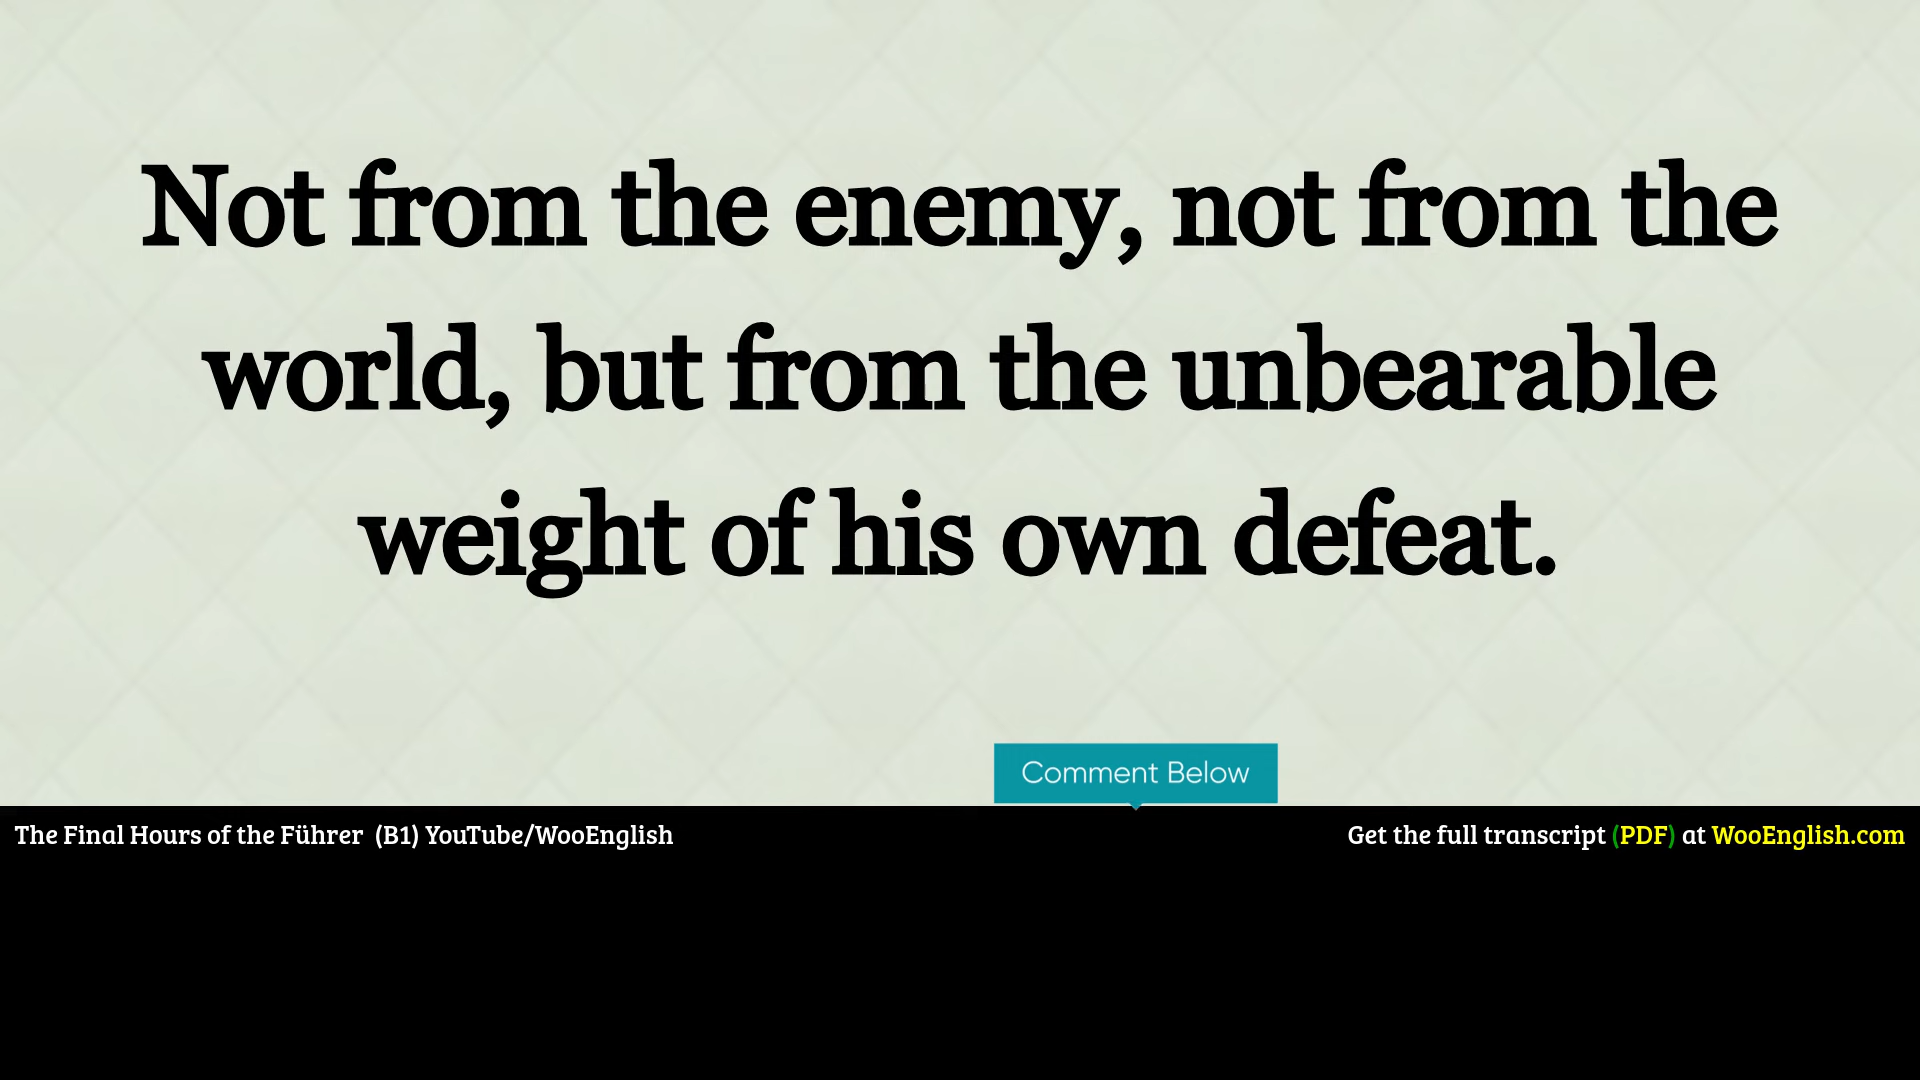 Not from the enemy, not from the
world, but from the unbearable
weight of his own defeat.
Comment Below
The Final Hours of the Führer (B1) YouTube/WooEnglish
Get the full transcript (PDF) at WooEnglish.com